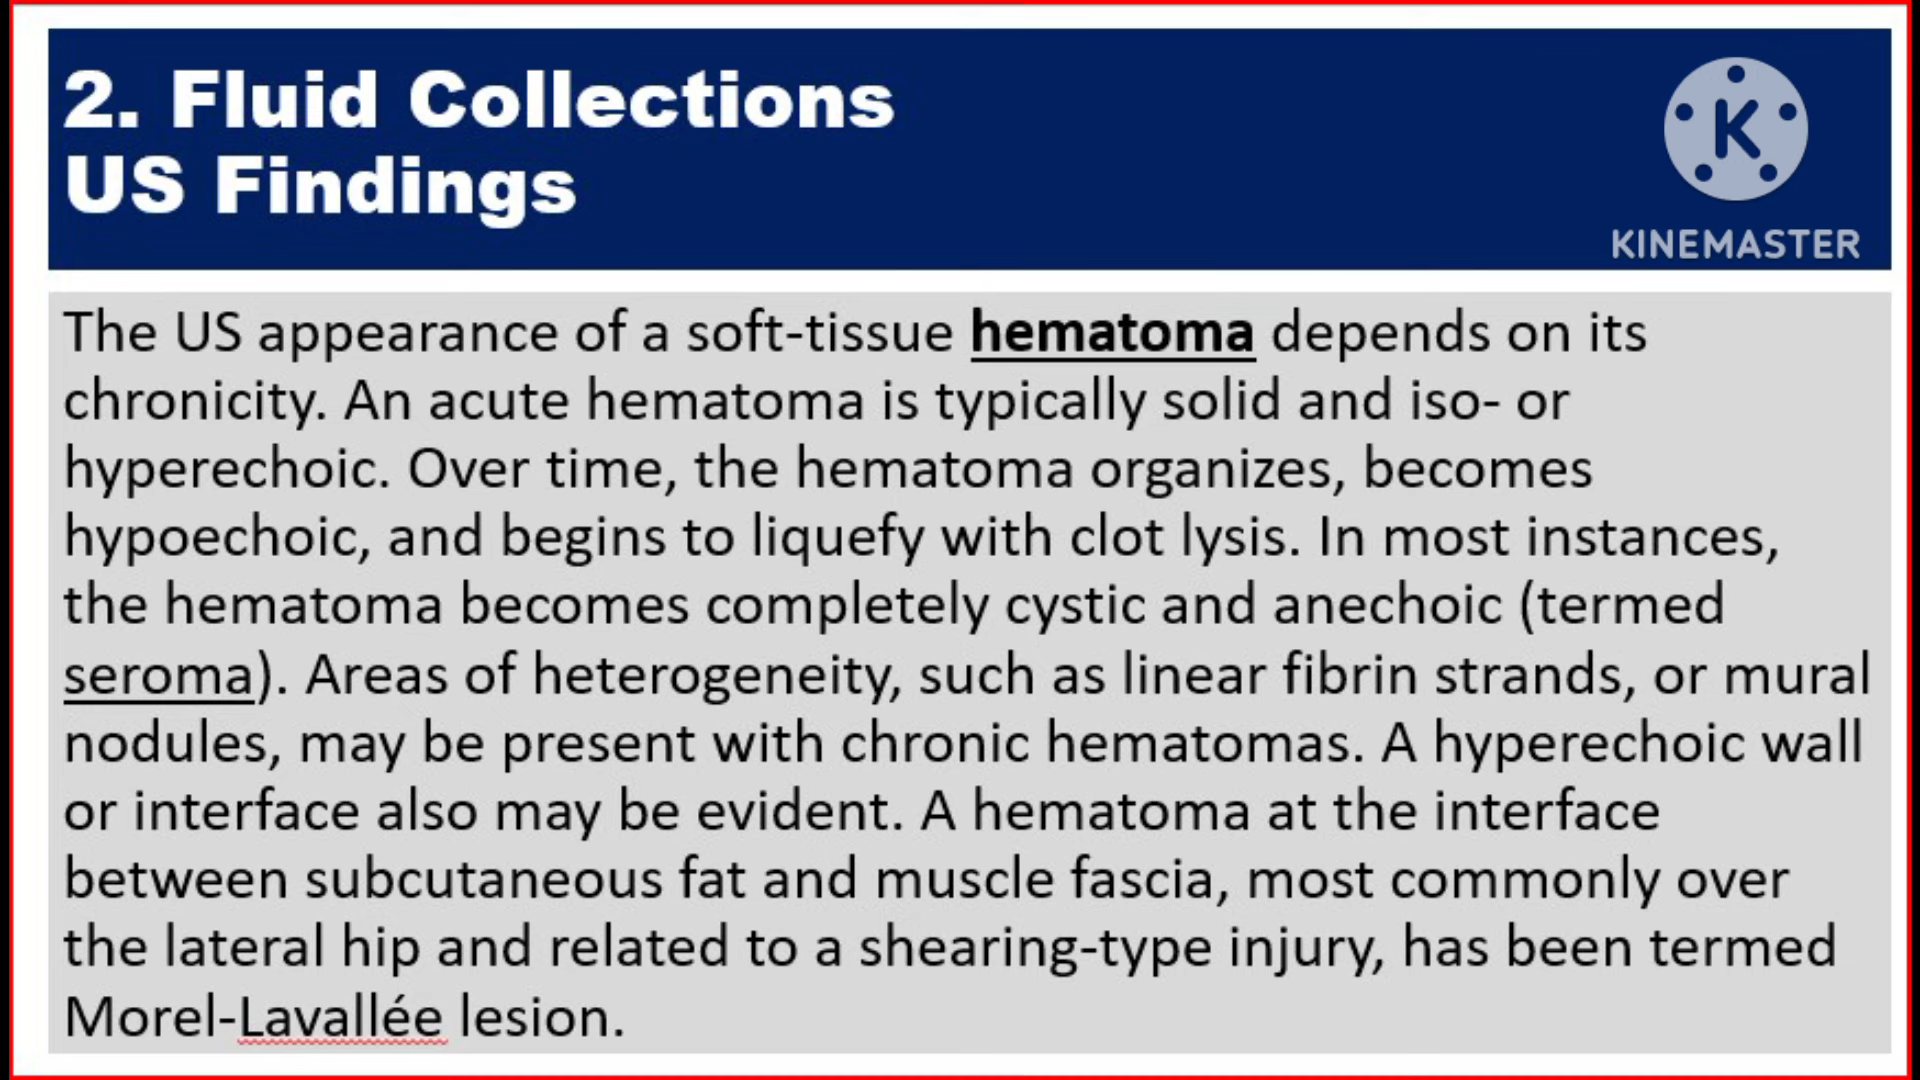 2. Fluid Collections
US Findings
K
KINEMASTER
The US appearance of a soft-tissue hematoma depends on its
chronicity. An acute hematoma is typically solid and iso- or
hyperechoic. Over time, the hematoma organizes, becomes
hypoechoic, and begins to liquefy with clot lysis. In most instances,
the hematoma becomes completely cystic and anechoic (termed
seroma). Areas of heterogeneity, such as linear fibrin strands, or mural
nodules, may be present with chronic hematomas. A hyperechoic wall
or interface also may be evident. A hematoma at the interface
between subcutaneous fat and muscle fascia, most commonly over
the lateral hip and related to a shearing-type injury, has been termed
Morel-Lavallée lesion.